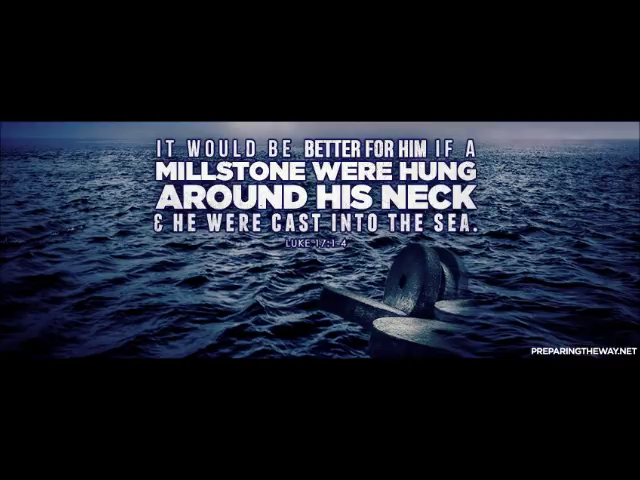 IT WOULD BE BETTER FOR HIM IF A
MILLSTONE WERE HUNG
AROUND HIS NECK
& HE WERE CAST INTO THE SEA.
LUKE 17:1-4
PREPARINGTHEWAY.NET